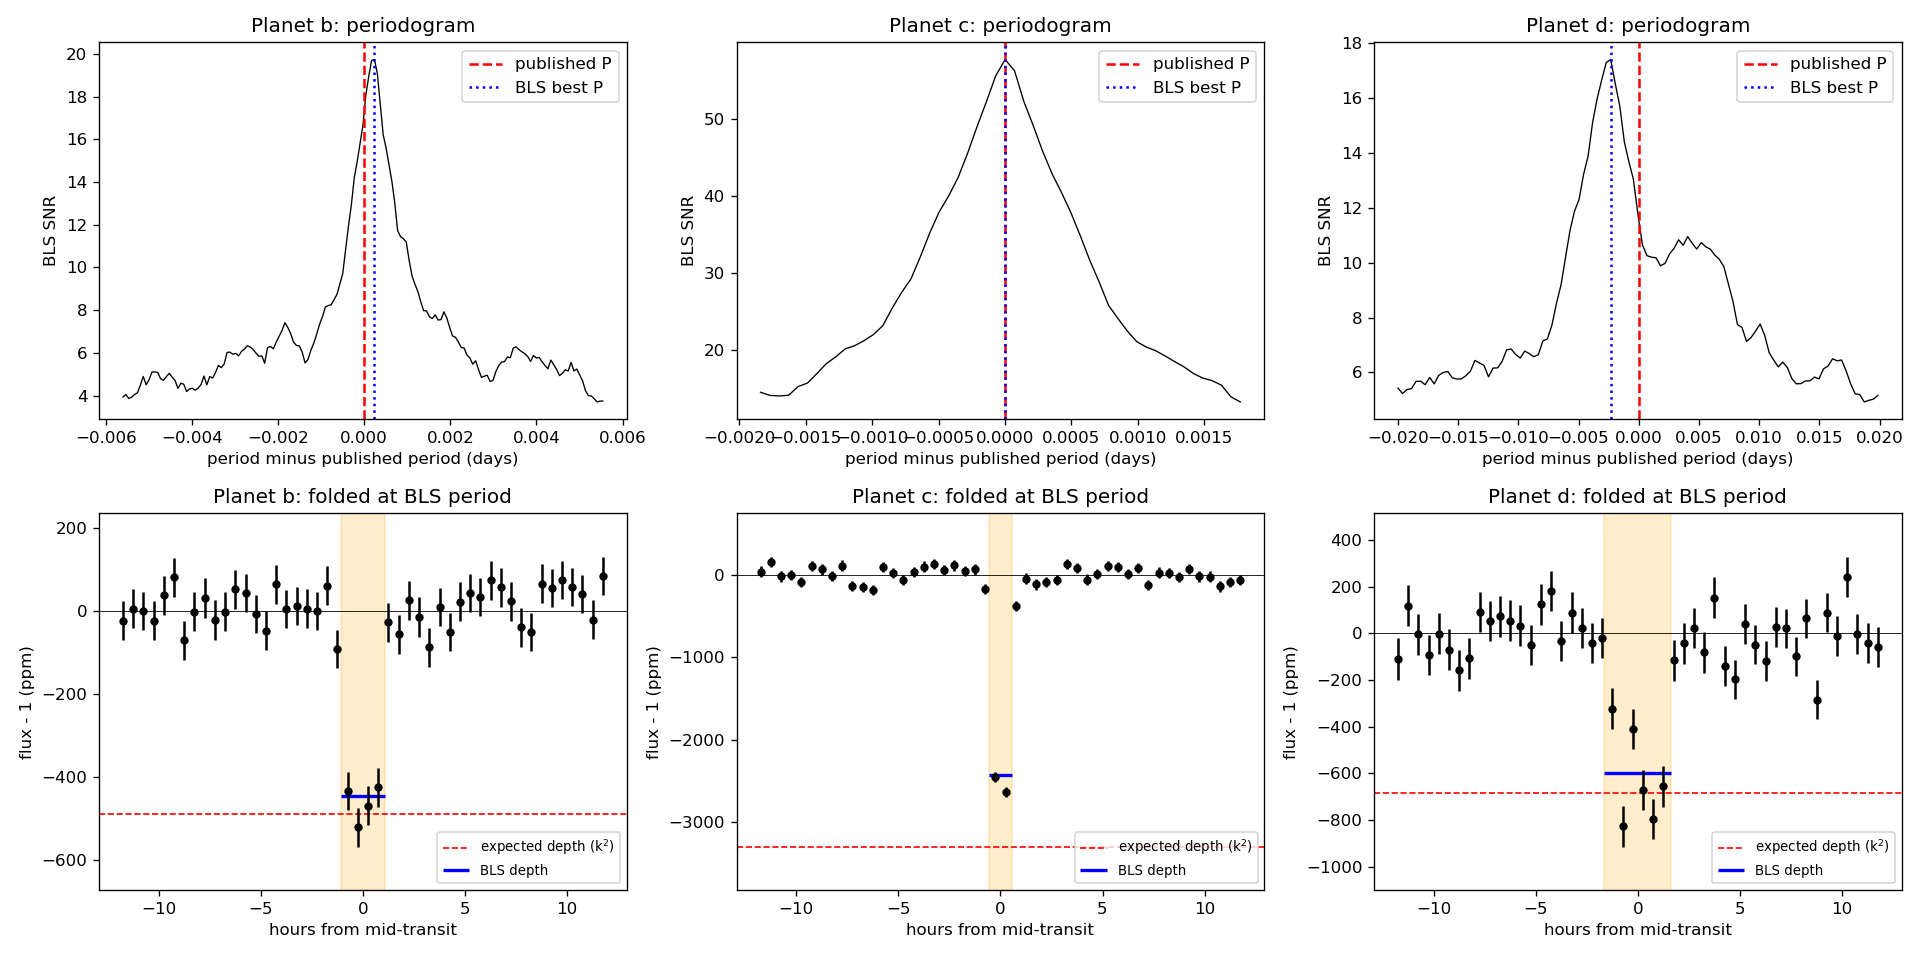 Planet b: periodogram
BLS SNR
20
18
16
14
12
10
8
6
4
published P
BLS best P
−0.006 −0.004 −0.002 0.000 0.002 0.004 0.006
period minus published period (days)
Planet c: periodogram
BLS SNR
50
40
30
20
published P
BLS best P
−0.0020 −0.0015 −0.0010 −0.0005 0.0000 0.0005 0.0010 0.0015
period minus published period (days)
Planet d: periodogram
BLS SNR
18
16
14
12
10
8
6
published P
BLS best P
−0.020 −0.015 −0.010 −0.005 0.000 0.005 0.010 0.015 0.020
period minus published period (days)
Planet b: folded at BLS period
flux - 1 (ppm)
200
0
−200
−400
−600
expected depth (k²)
BLS depth
−10 −5 0 5 10
hours from mid-transit
Planet c: folded at BLS period
flux - 1 (ppm)
0
−1000
−2000
−3000
expected depth (k²)
BLS depth
−10 −5 0 5 10
hours from mid-transit
Planet d: folded at BLS period
flux - 1 (ppm)
400
200
0
−200
−400
−600
−800
−1000
expected depth (k²)
BLS depth
−10 −5 0 5 10
hours from mid-transit